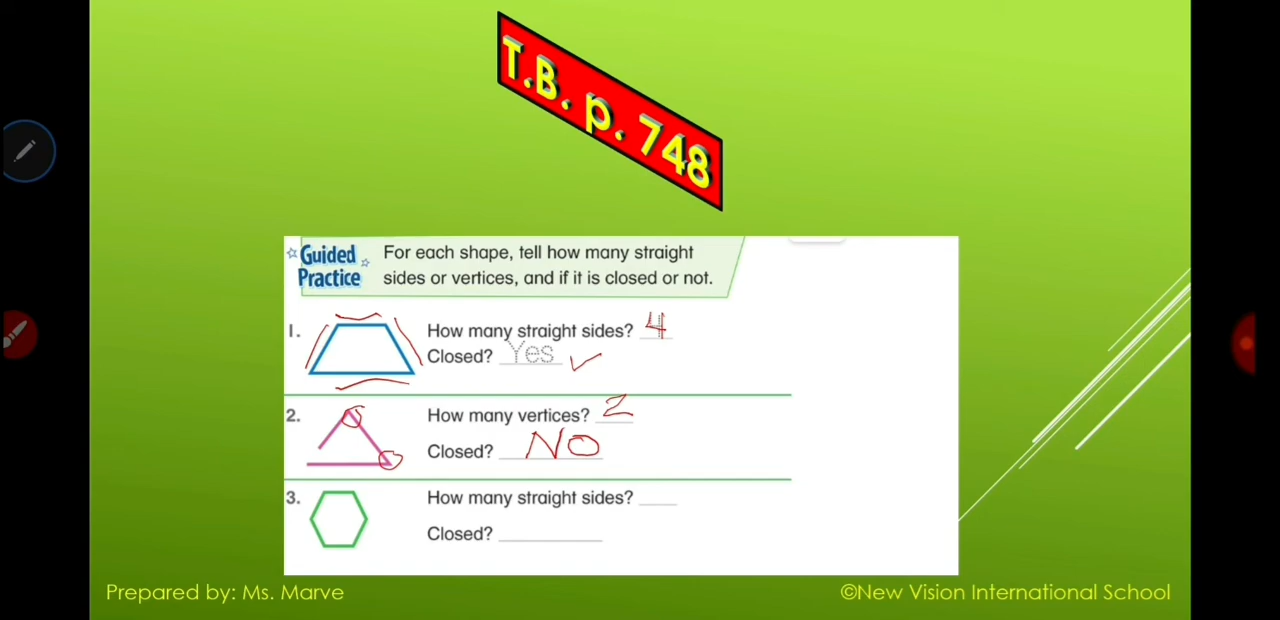 T.B. p. 748
Guided Practice
For each shape, tell how many straight
sides or vertices, and if it is closed or not.
1.
How many straight sides? 4
Closed? Yes
2.
How many vertices? 2
Closed? NO
3.
How many straight sides? ___
Closed? ___
Prepared by: Ms. Marve
©New Vision International School